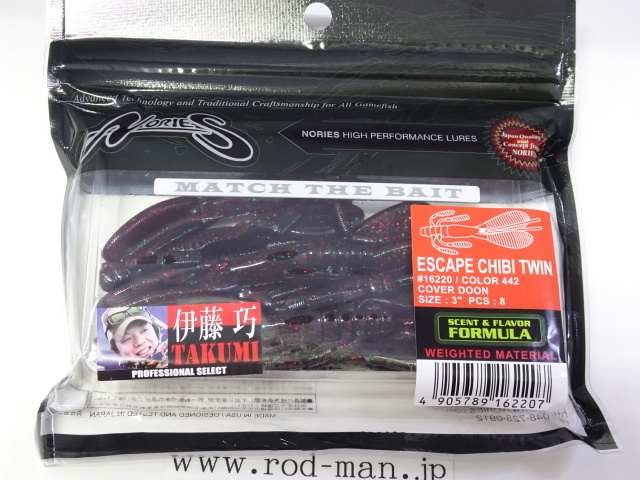 Advanced Technology and Traditional Craftsmanship for All Gamefish
NORIES
NORIES HIGH PERFORMANCE LURES
Japan Quality
and
Concept from
NORIES
MATCH THE BAIT
ESCAPE CHIBI TWIN
#16220 / COLOR 442
COVER DOON
SIZE : 3" PCS : 8
SCENT & FLAVOR
FORMULA
WEIGHTED MATERIAL
4 905789 162207
伊藤 巧
TAKUMI
PROFESSIONAL SELECT
MADE IN USA / DESIGNED AND TESTED IN JAPAN
www.rod-man.jp